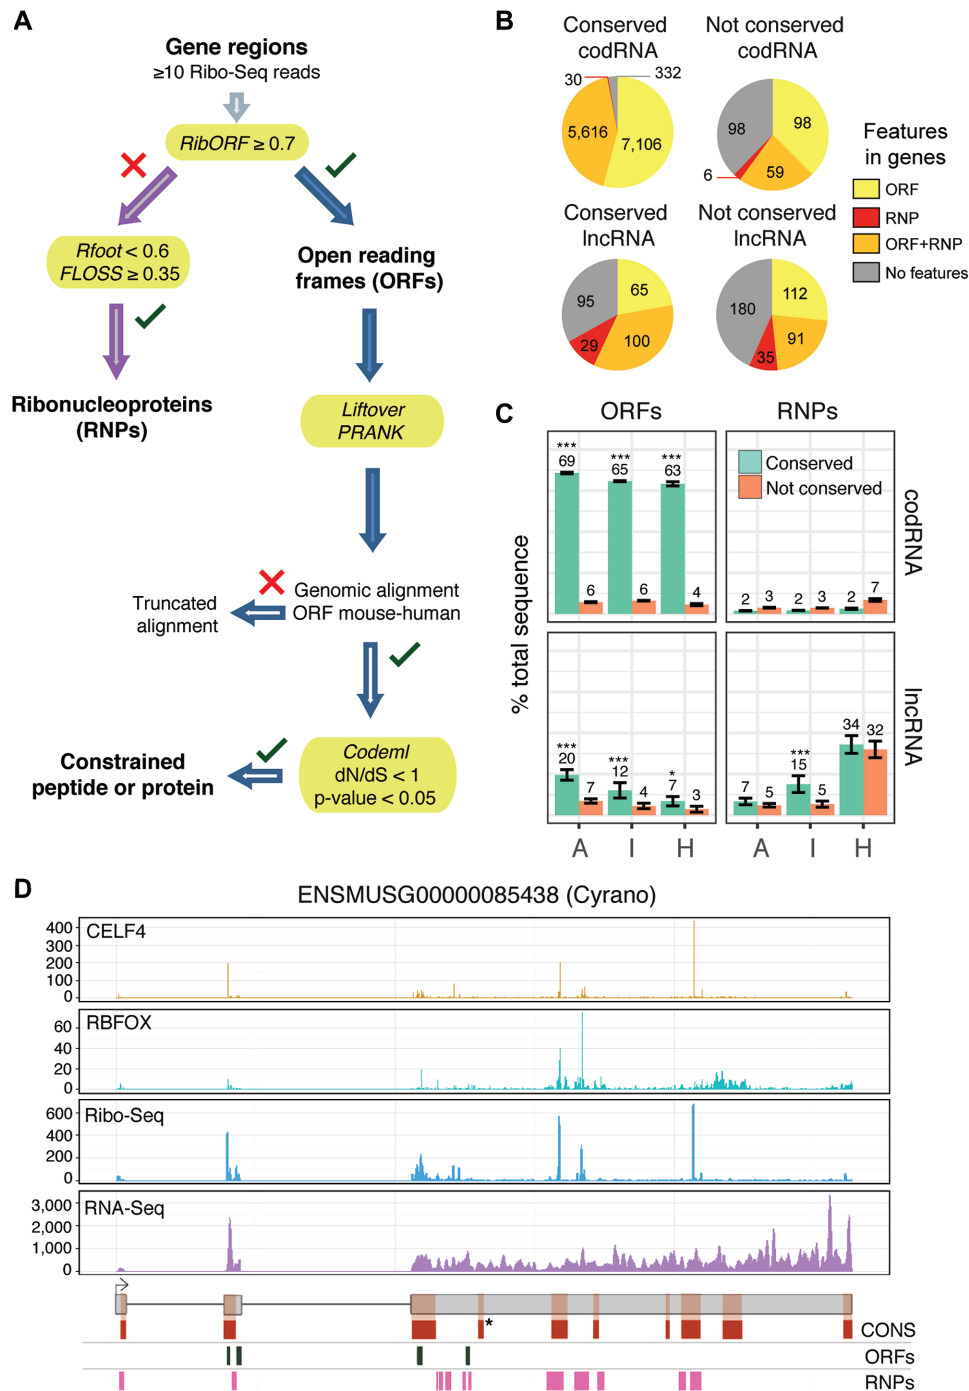 A
Gene regions
≥10 Ribo-Seq reads
RibORF ≥ 0.7
Rfoot < 0.6
FLOSS ≥ 0.35
Open reading
frames (ORFs)
Ribonucleoproteins
(RNPs)
Liftover
PRANK
Genomic alignment
ORF mouse-human
Truncated
alignment
Codeml
dN/dS < 1
p-value < 0.05
Constrained
peptide or protein
B
Conserved
codRNA
30
332
5,616
7,106
Not conserved
codRNA
98
98
6
59
Conserved
lncRNA
95
65
29
100
Not conserved
lncRNA
180
112
35
91
Features
in genes
ORF
RNP
ORF+RNP
No features
C
ORFs
RNPs
% total sequence
***
69
***
65
***
63
6
6
4
Conserved
Not conserved
2
3
2
3
2
7
codRNA
***
20
7
***
12
4
*
7
3
7
5
***
15
5
34
32
lncRNA
A
I
H
A
I
H
D
ENSMUSG00000085438 (Cyrano)
CELF4
400
300
200
100
0
RBFOX
60
40
20
0
Ribo-Seq
600
400
200
0
RNA-Seq
3,000
2,000
1,000
0
*
CONS
ORFs
RNPs